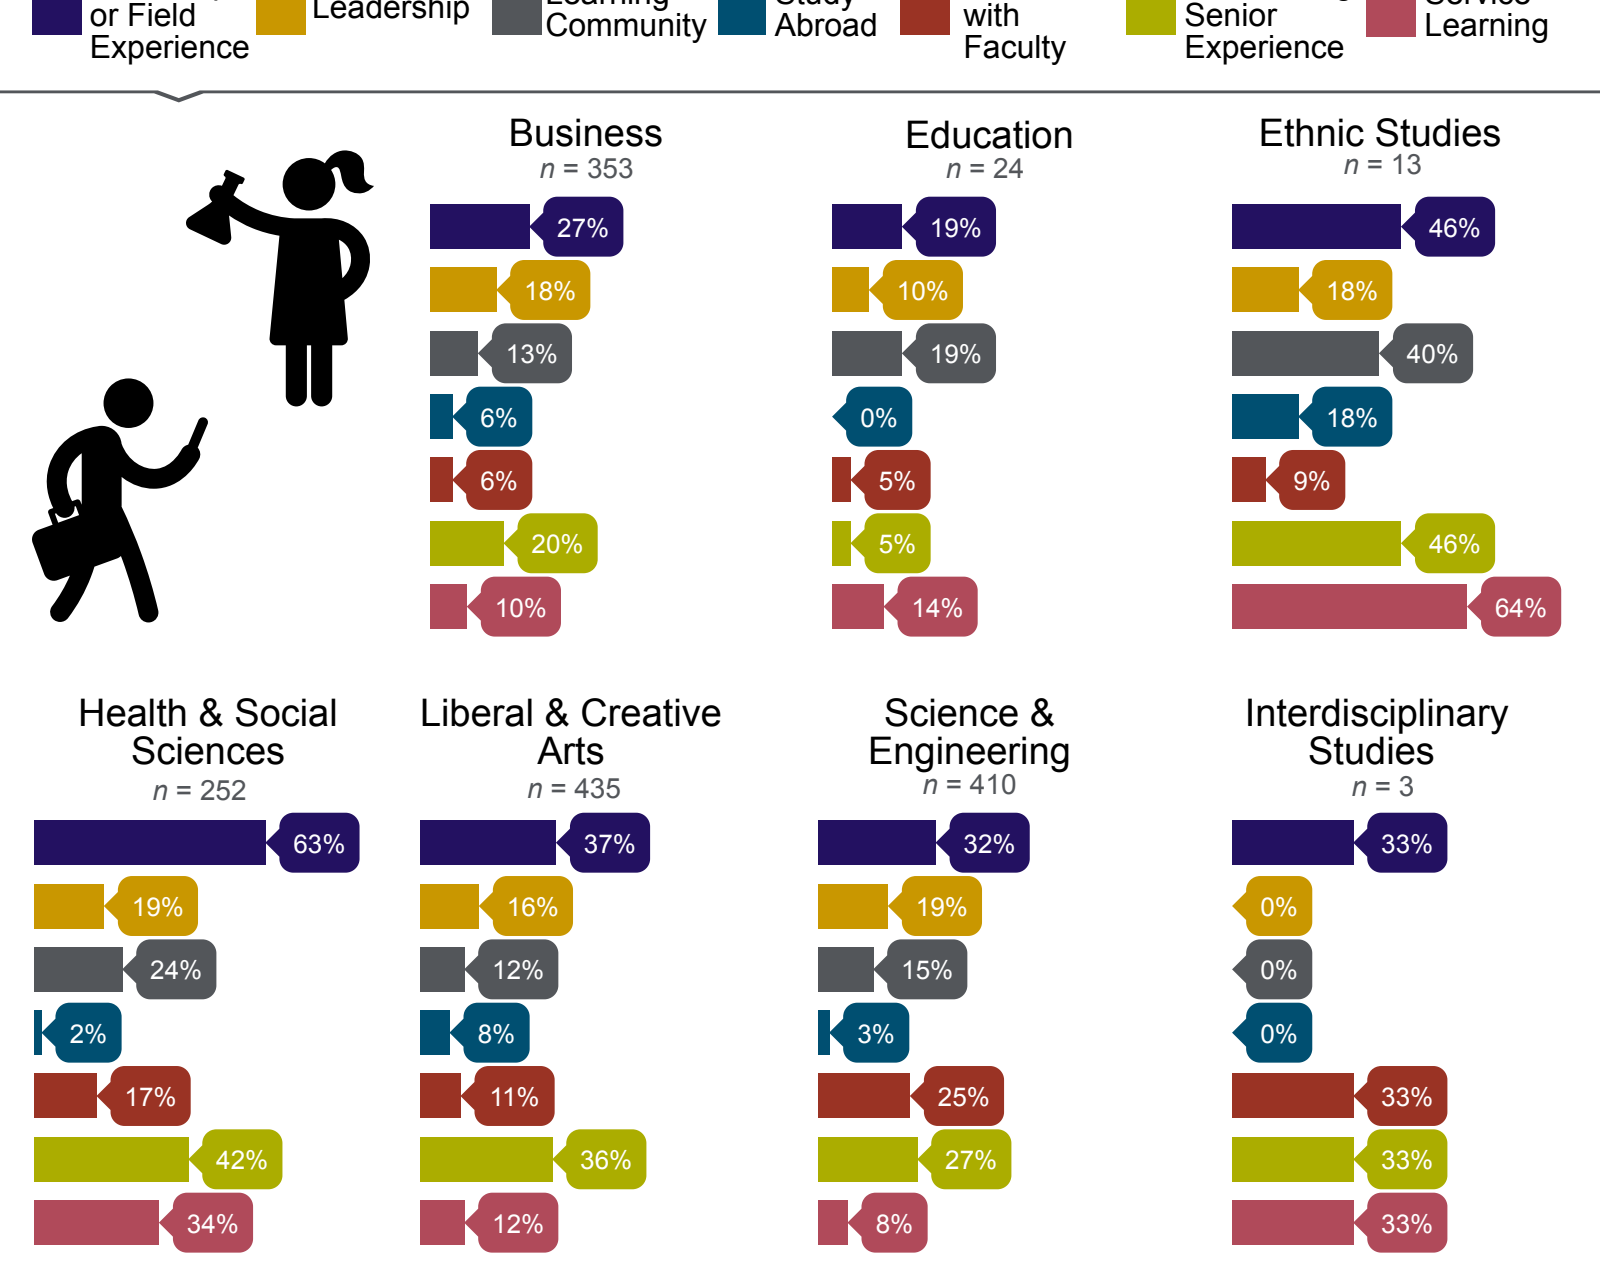 or Field
Experience
Leadership
Learning
Community
Study
Abroad
with
Faculty
Senior
Experience
Service
Learning
Business
n = 353
27%
18%
13%
6%
6%
20%
10%
Education
n = 24
19%
10%
19%
0%
5%
5%
14%
Ethnic Studies
n = 13
46%
18%
40%
18%
9%
46%
64%
Health & Social
Sciences
n = 252
63%
19%
24%
2%
17%
42%
34%
Liberal & Creative
Arts
n = 435
37%
16%
12%
8%
11%
36%
12%
Science &
Engineering
n = 410
32%
19%
15%
3%
25%
27%
8%
Interdisciplinary
Studies
n = 3
33%
0%
0%
0%
33%
33%
33%